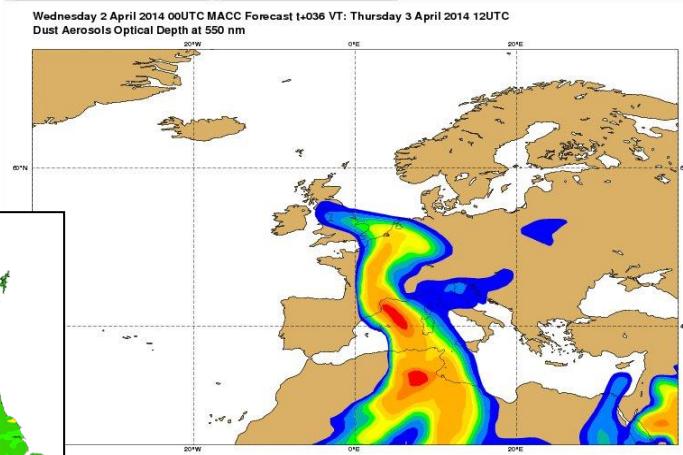 Wednesday 2 April 2014 00UTC MACC Forecast t+036 VT: Thursday 3 April 2014 12UTC
Dust Aerosols Optical Depth at 550 nm
20°W 0°E 20°E
60°N
20°W 0°E 20°E